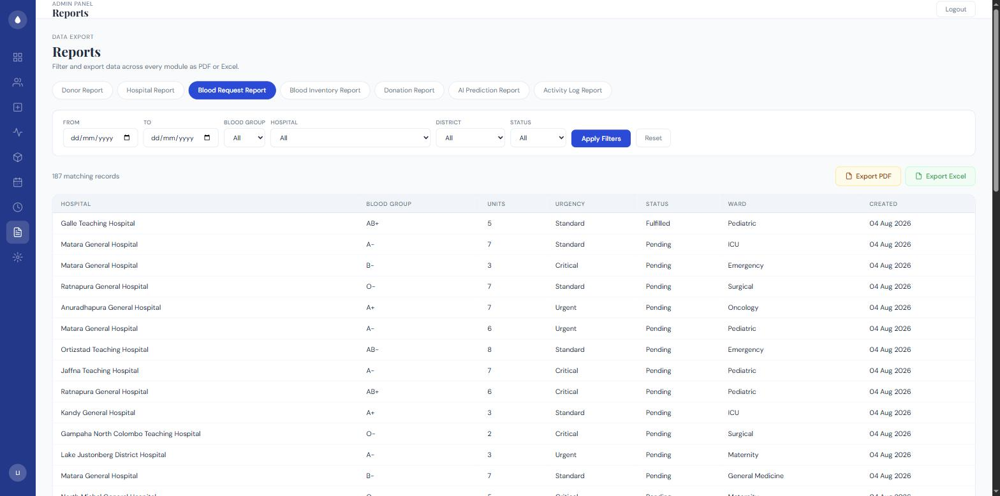 ADMIN PANEL
Reports
Logout
DATA EXPORT
Reports
Filter and export data across every module as PDF or Excel.
Donor Report Hospital Report Blood Request Report Blood Inventory Report Donation Report AI Prediction Report Activity Log Report
FROM TO BLOOD GROUP HOSPITAL DISTRICT STATUS
dd/mm/yyyy dd/mm/yyyy All All All All Apply Filters Reset
187 matching records Export PDF Export Excel
HOSPITAL BLOOD GROUP UNITS URGENCY STATUS WARD CREATED
Galle Teaching Hospital AB+ 5 Standard Fulfilled Pediatric 04 Aug 2026
Matara General Hospital A- 7 Standard Pending ICU 04 Aug 2026
Matara General Hospital B- 3 Critical Pending Emergency 04 Aug 2026
Ratnapura General Hospital O- 7 Standard Pending Surgical 04 Aug 2026
Anuradhapura General Hospital A+ 7 Urgent Pending Oncology 04 Aug 2026
Matara General Hospital A- 6 Urgent Pending Pediatric 04 Aug 2026
Ortizstad Teaching Hospital AB- 8 Standard Pending Emergency 04 Aug 2026
Jaffna Teaching Hospital A- 7 Critical Pending Pediatric 04 Aug 2026
Ratnapura General Hospital AB+ 6 Critical Pending Pediatric 04 Aug 2026
Kandy General Hospital A+ 3 Standard Pending ICU 04 Aug 2026
Gampaha North Colombo Teaching Hospital O- 2 Critical Pending Surgical 04 Aug 2026
Lake Justonberg District Hospital A- 3 Urgent Pending Maternity 04 Aug 2026
Matara General Hospital B- 7 Standard Pending General Medicine 04 Aug 2026